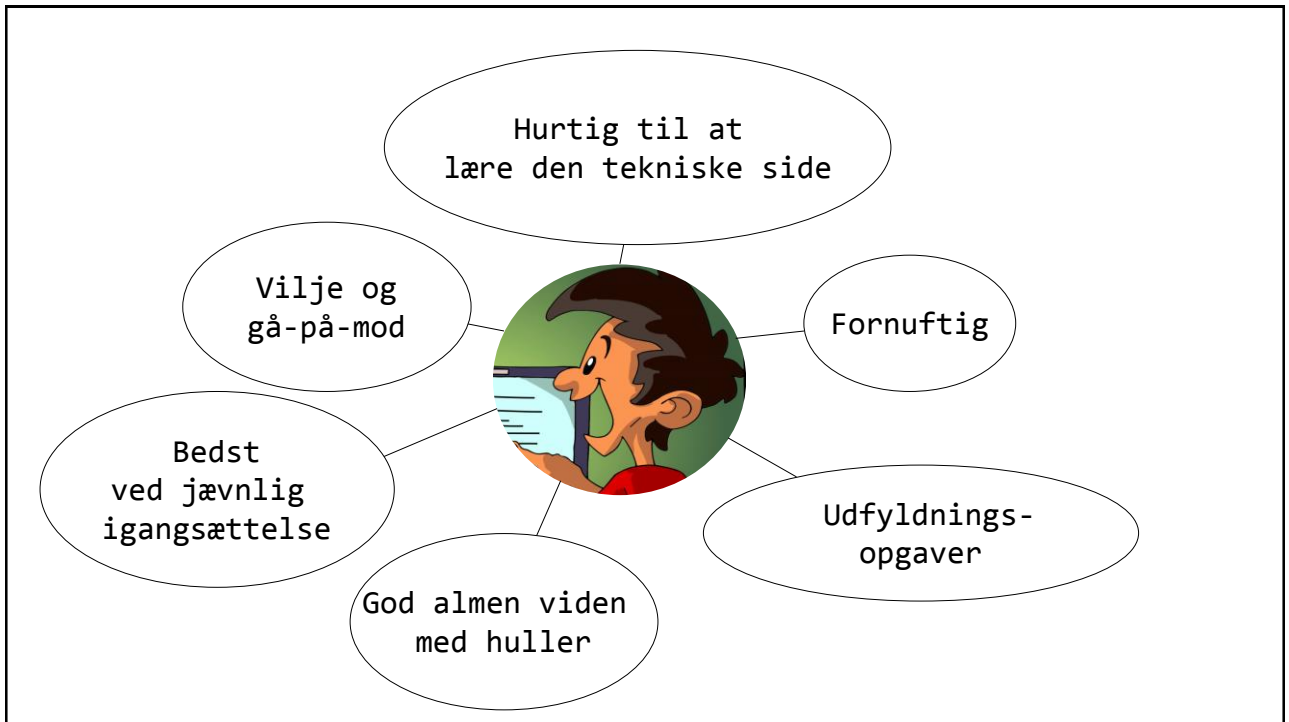 Hurtig til at
lære den tekniske side
Vilje og
gå-på-mod
Fornuftig
Bedst
ved jævnlig
igangsættelse
Udfyldnings-
opgaver
God almen viden
med huller